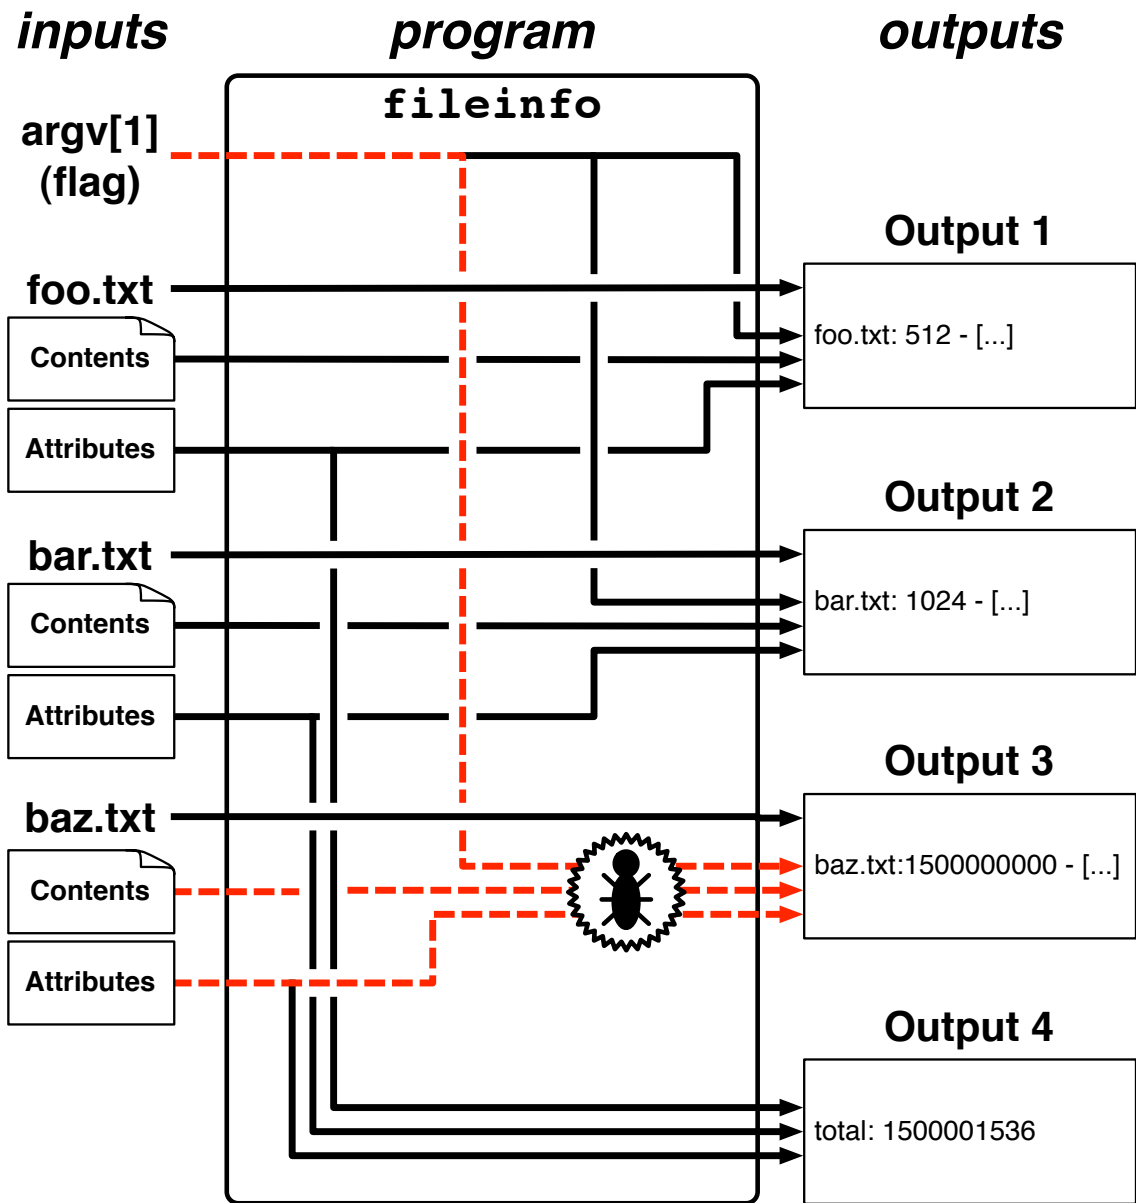 inputs program outputs
fileinfo
argv[1]
(flag)
Output 1
foo.txt
foo.txt: 512 - [...]
Contents
Attributes
Output 2
bar.txt
bar.txt: 1024 - [...]
Contents
Attributes
Output 3
baz.txt
baz.txt:1500000000 - [...]
Contents
Attributes
Output 4
total: 1500001536